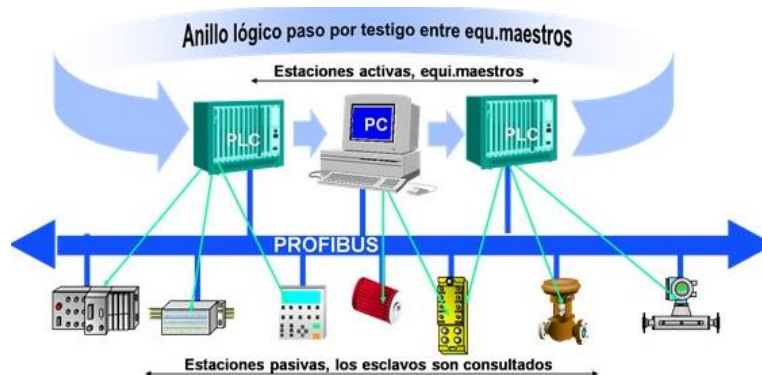 Anillo lógico paso por testigo entre equ.maestros
Estaciones activas, equi.maestros
PLC
PC
PLC
PROFIBUS
Estaciones pasivas, los esclavos son consultados